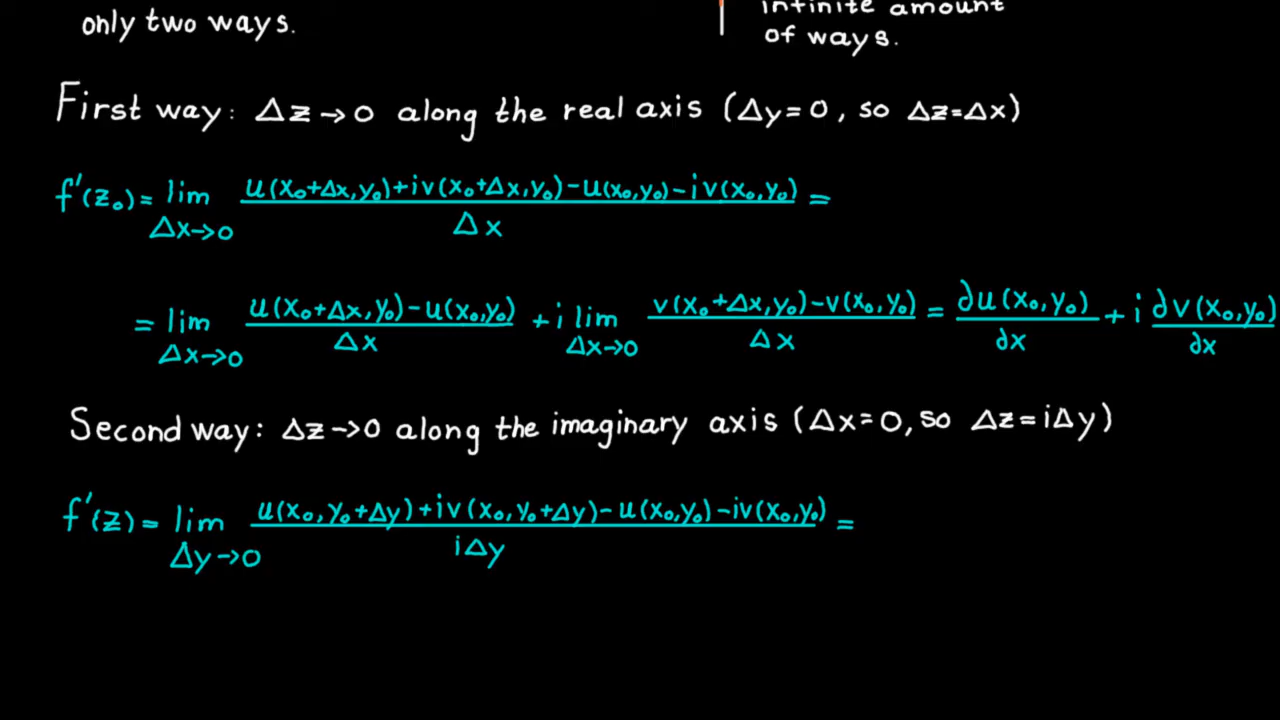 only two ways.
infinite amount
of ways.
First way: Δz→0 along the real axis (Δy=0, so Δz=Δx)
f'(z₀)= lim Δx→0 u(x₀+Δx,y₀)+iv(x₀+Δx,y₀)-u(x₀,y₀)-iv(x₀,y₀) / Δx =
= lim Δx→0 u(x₀+Δx,y₀)-u(x₀,y₀) / Δx + i lim Δx→0 v(x₀+Δx,y₀)-v(x₀,y₀) / Δx = ∂u(x₀,y₀) / ∂x + i ∂v(x₀,y₀) / ∂x
Second way: Δz→0 along the imaginary axis (Δx=0, so Δz=iΔy)
f'(z)= lim Δy→0 u(x₀,y₀+Δy)+iv(x₀,y₀+Δy)-u(x₀,y₀)-iv(x₀,y₀) / iΔy =